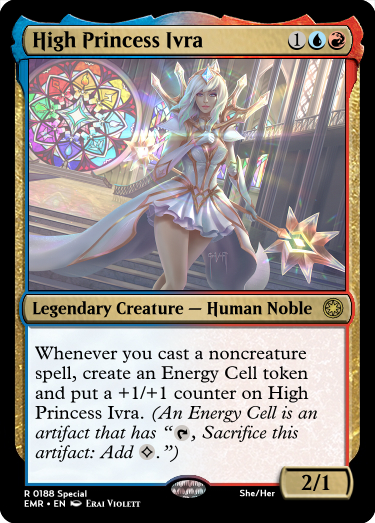 High Princess Ivra 1
Legendary Creature — Human Noble
Whenever you cast a noncreature
spell, create an Energy Cell token
and put a +1/+1 counter on High
Princess Ivra. (An Energy Cell is an
artifact that has “, Sacrifice this
artifact: Add .”)
2/1
R 0188 Special She/Her
EMR • EN Erai Violett